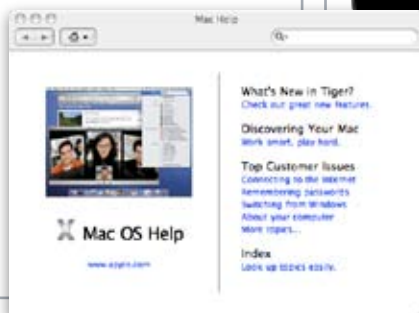 Mac Help
Mac OS Help
www.apple.com
What's New in Tiger?
Check out great new features.
Discovering Your Mac
Work smart, play hard.
Top Customer Issues
Connecting to the Internet
Remembering passwords
Switching from Windows
About your computer
More topics...
Index
Look up topics easily.